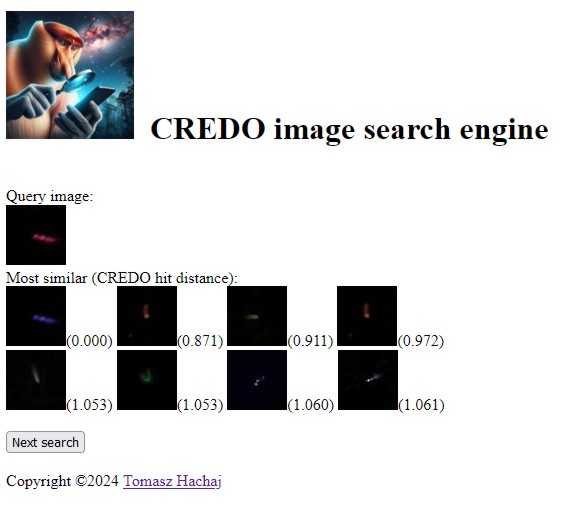 CREDO image search engine
Query image:
Most similar (CREDO hit distance):
(0.000) (0.871) (0.911) (0.972)
(1.053) (1.053) (1.060) (1.061)
Next search
Copyright ©2024 Tomasz Hachaj